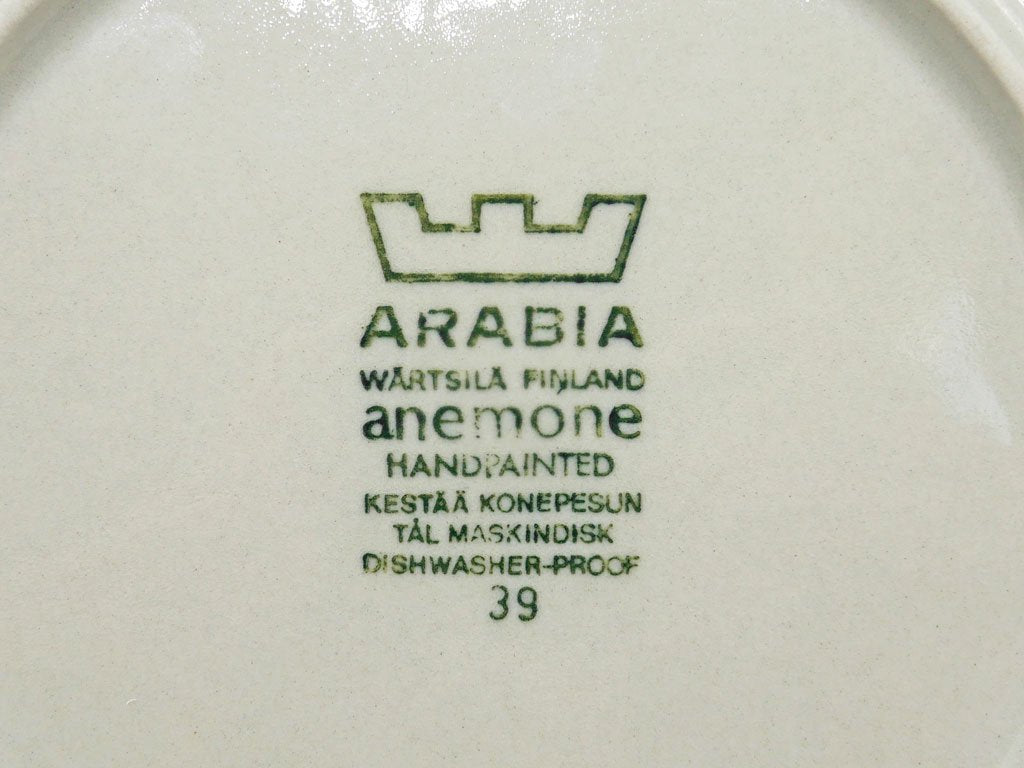 ARABIA
WÄRTSILÄ FINLAND
anemone
HANDPAINTED
KESTÄÄ KONEPESUN
TÅL MASKINDISK
DISHWASHER-PROOF
39